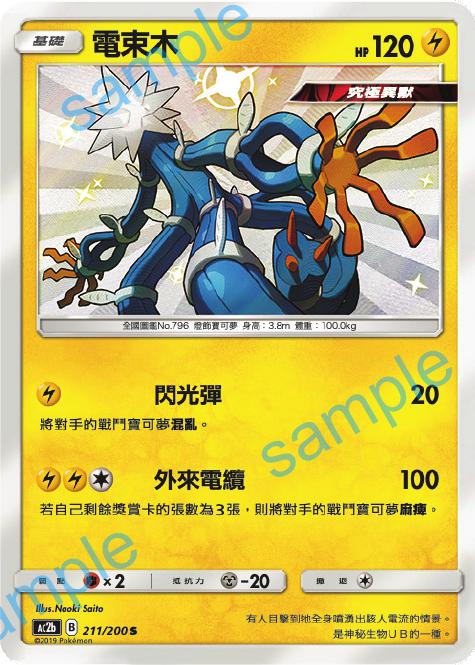 基礎 電束木 HP 120
究極異獸
全國圖鑑No.796 燈飾寶可夢 身高:3.8m 體重:100.0kg
閃光彈 20
將對手的戰鬥寶可夢混亂。
外來電纜 100
若自己剩餘獎賞卡的張數為3張,則將對手的戰鬥寶可夢麻痺。
弱點 ×2 抵抗力 -20 撤退
Illus.Naoki Saito
AC2b B 211/200 S
©2019 Pokémon
有人目擊到牠全身噴湧出駭人電流的情景。
是神秘生物UB的一種。
sample
sample
sample